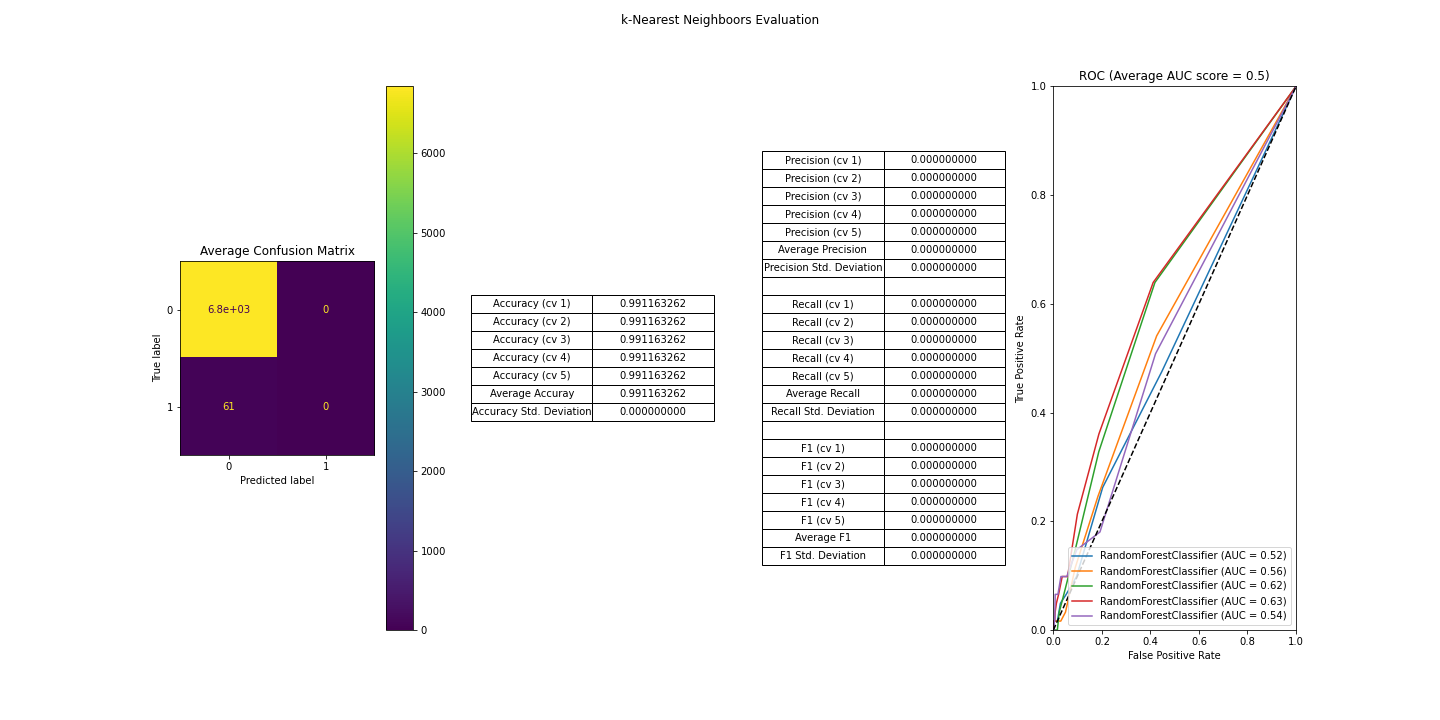 k-Nearest Neighboors Evaluation
Average Confusion Matrix
True label
0
1
6.8e+03 0
61 0
0 1
Predicted label
6000
5000
4000
3000
2000
1000
0
Accuracy (cv 1) 0.991163262
Accuracy (cv 2) 0.991163262
Accuracy (cv 3) 0.991163262
Accuracy (cv 4) 0.991163262
Accuracy (cv 5) 0.991163262
Average Accuray 0.991163262
Accuracy Std. Deviation 0.000000000
Precision (cv 1) 0.000000000
Precision (cv 2) 0.000000000
Precision (cv 3) 0.000000000
Precision (cv 4) 0.000000000
Precision (cv 5) 0.000000000
Average Precision 0.000000000
Precision Std. Deviation 0.000000000
Recall (cv 1) 0.000000000
Recall (cv 2) 0.000000000
Recall (cv 3) 0.000000000
Recall (cv 4) 0.000000000
Recall (cv 5) 0.000000000
Average Recall 0.000000000
Recall Std. Deviation 0.000000000
F1 (cv 1) 0.000000000
F1 (cv 2) 0.000000000
F1 (cv 3) 0.000000000
F1 (cv 4) 0.000000000
F1 (cv 5) 0.000000000
Average F1 0.000000000
F1 Std. Deviation 0.000000000
ROC (Average AUC score = 0.5)
True Positive Rate
1.0
0.8
0.6
0.4
0.2
0.0
RandomForestClassifier (AUC = 0.52)
RandomForestClassifier (AUC = 0.56)
RandomForestClassifier (AUC = 0.62)
RandomForestClassifier (AUC = 0.63)
RandomForestClassifier (AUC = 0.54)
0.0 0.2 0.4 0.6 0.8 1.0
False Positive Rate